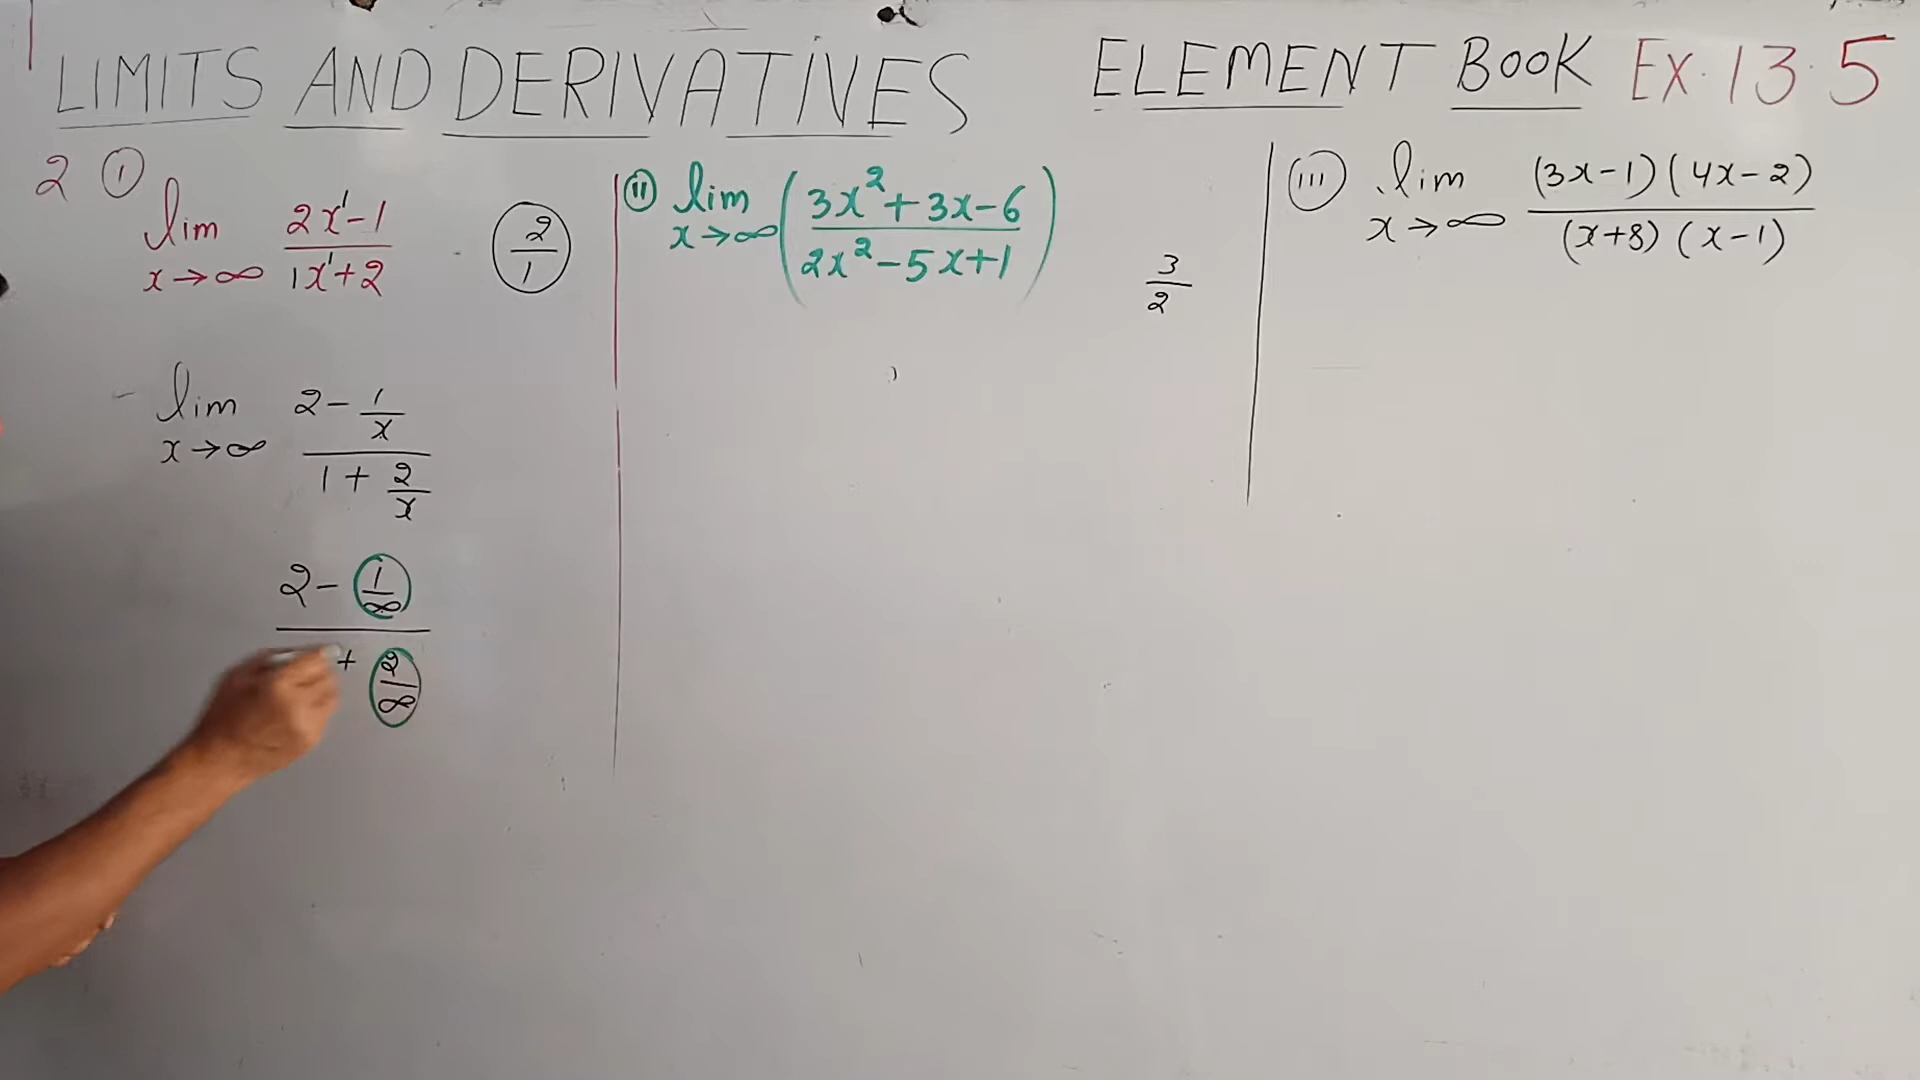 LIMITS AND DERIVATIVES
ELEMENT BOOK EX. 13.5
2 (1)
lim x→∞ (2x¹-1)/(1x¹+2)
2/1
lim x→∞ (2 - 1/x)/(1 + 2/x)
2 - 1/∞
+ 2/∞
(ii) lim x→∞ ((3x²+3x-6)/(2x²-5x+1))
3/2
(iii) lim x→∞ (3x-1)(4x-2)/(x+8)(x-1)